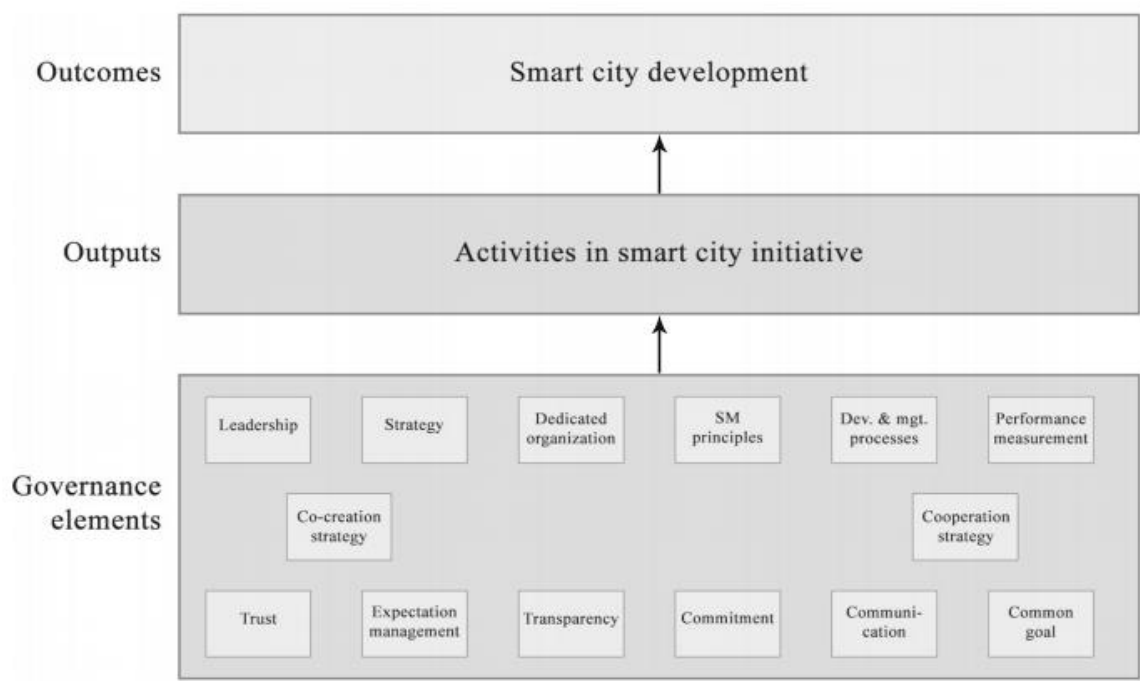 Outcomes
Smart city development
Outputs
Activities in smart city initiative
Governance
elements
Leadership
Strategy
Dedicated
organization
SM
principles
Dev. & mgt.
processes
Performance
measurement
Co-creation
strategy
Cooperation
strategy
Trust
Expectation
management
Transparency
Commitment
Communi-
cation
Common
goal